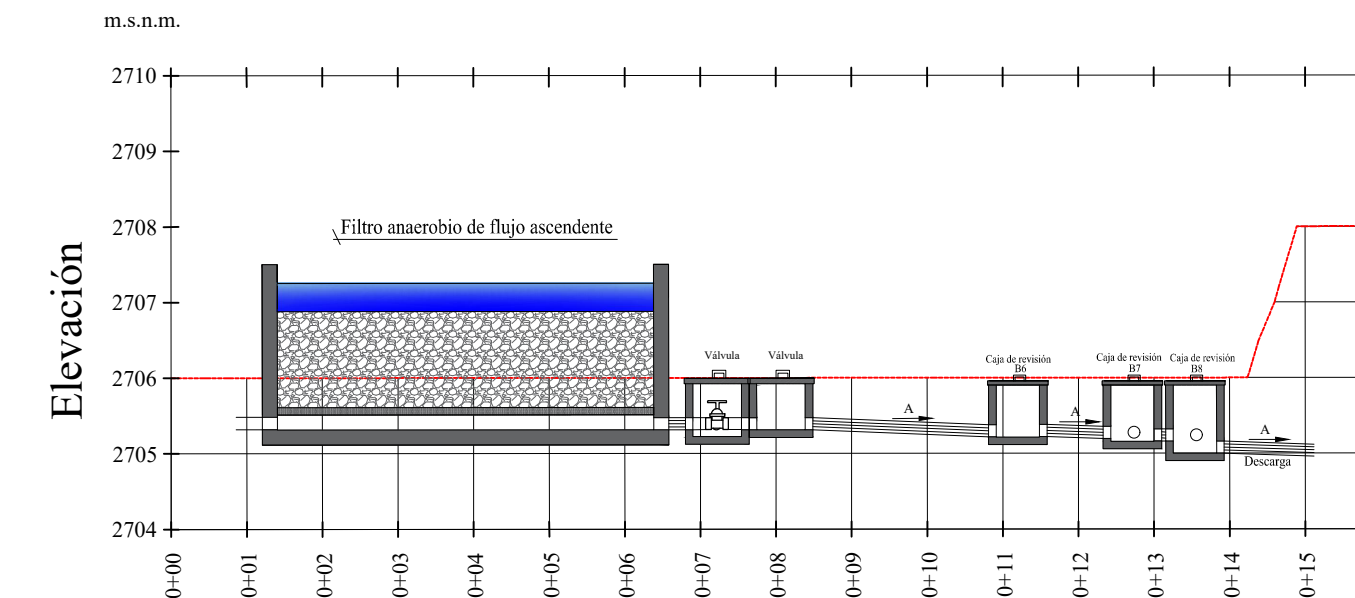 m.s.n.m.
2710
2709
2708
Filtro anaerobio de flujo ascendente
Elevación
2707
Válvula
Válvula
Caja de revisión
B6
Caja de revisión
B7
Caja de revisión
B8
2706
A
A
A
2705
Descarga
2704
0+00
0+01
0+02
0+03
0+04
0+05
0+06
0+07
0+08
0+09
0+10
0+11
0+12
0+13
0+14
0+15